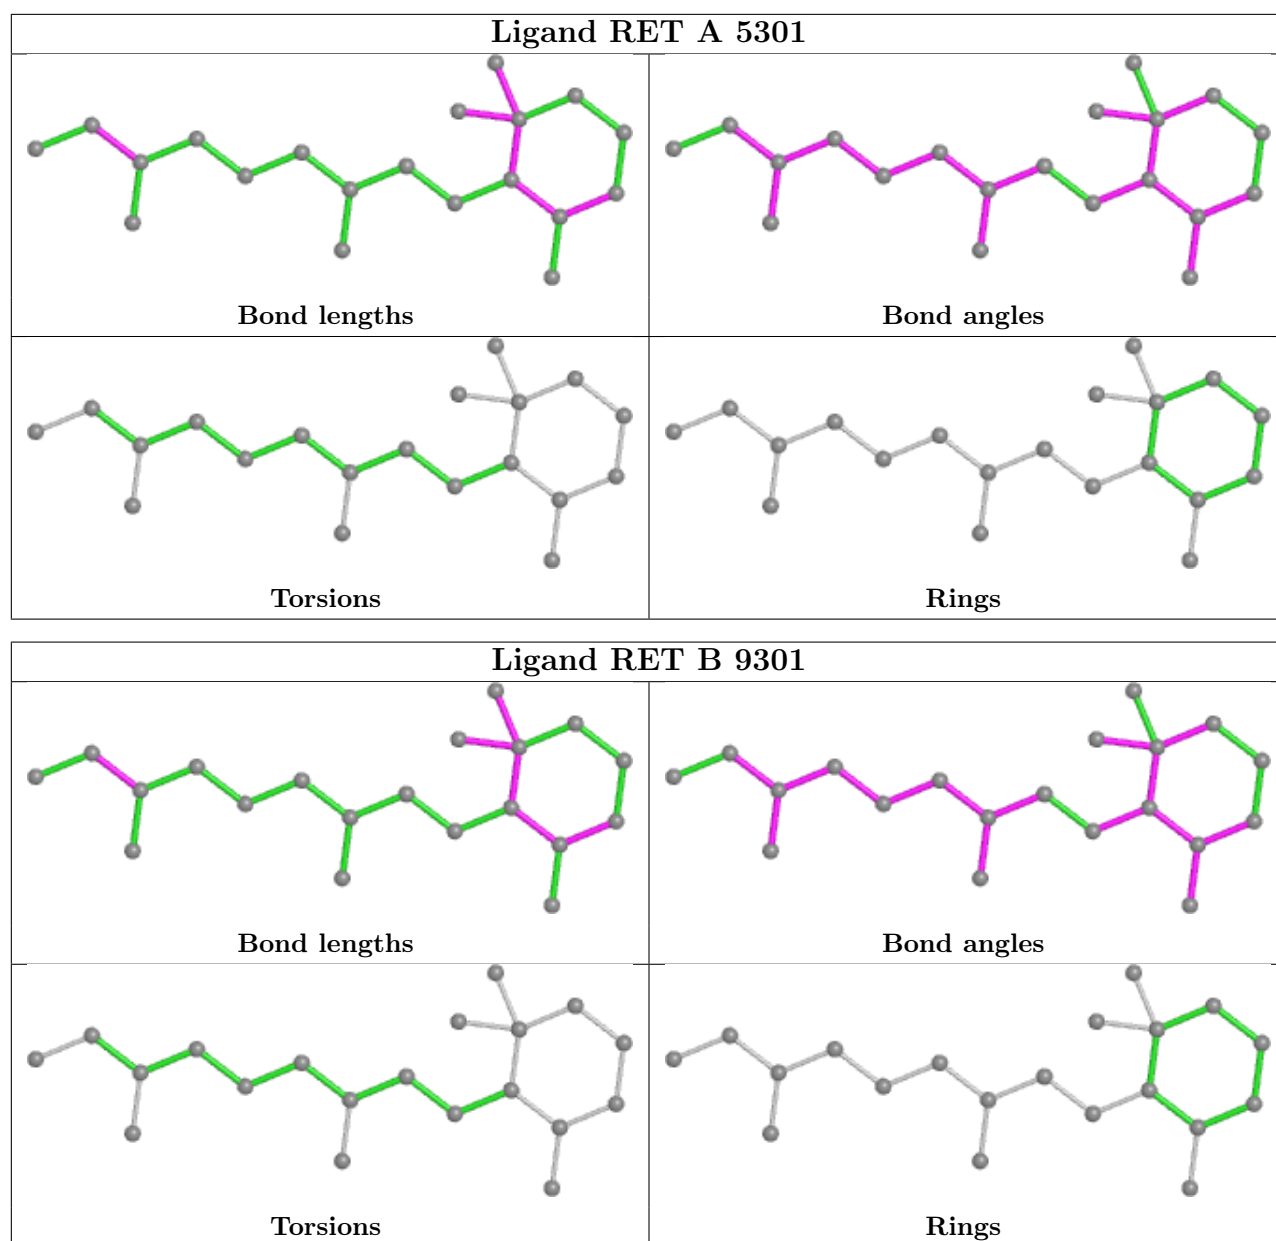 Ligand RET A 5301
Bond lengths
Bond angles
Torsions
Rings
Ligand RET B 9301
Bond lengths
Bond angles
Torsions
Rings